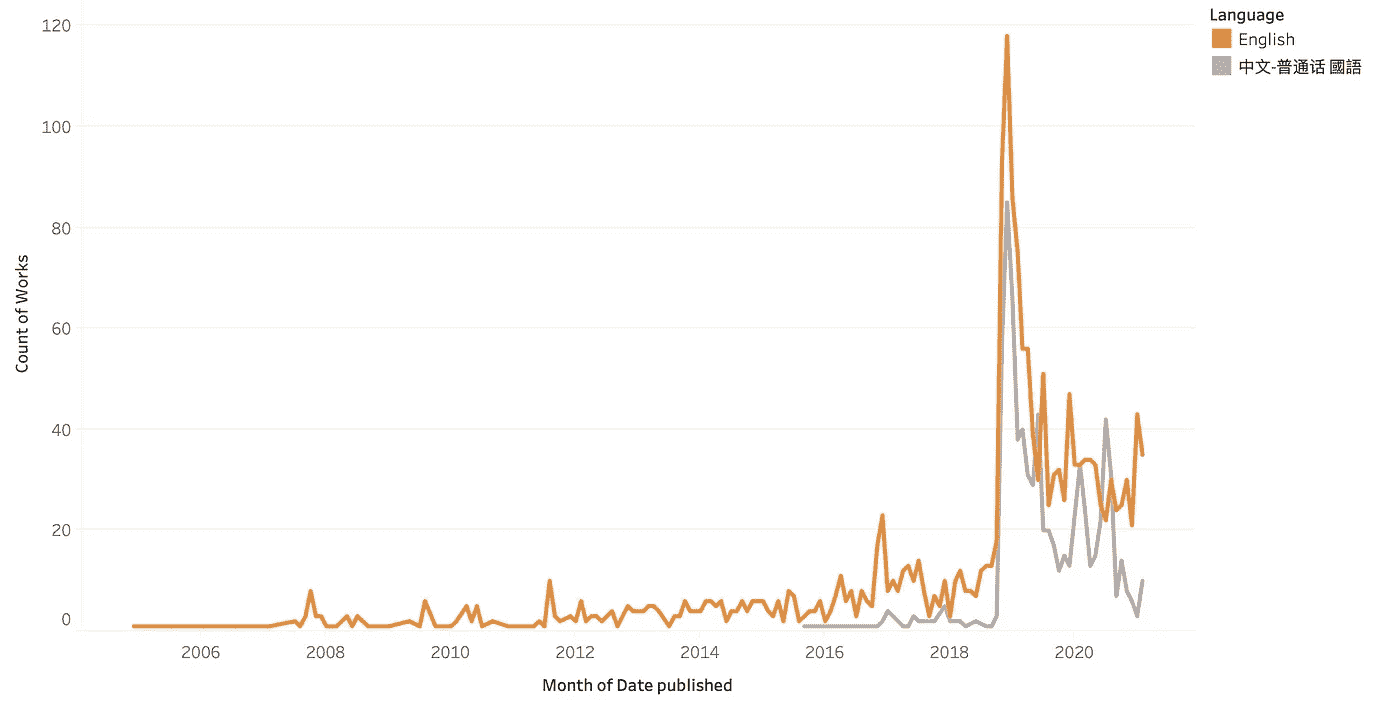 Language
English
中文-普通话 國語
120
100
80
60
40
20
0
Count of Works
2006 2008 2010 2012 2014 2016 2018 2020
Month of Date published